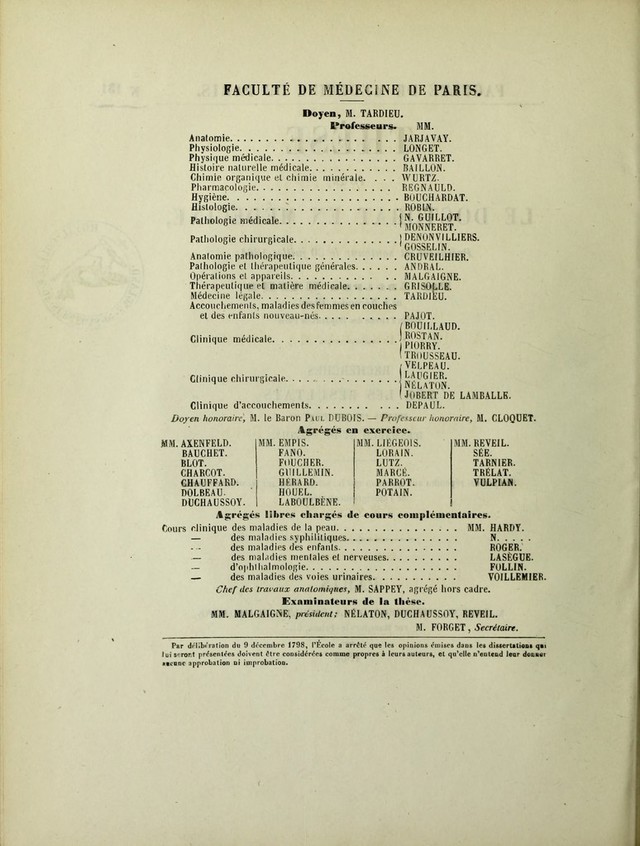 FACULTÉ DE MÉDECINE DE PARIS.
Doyen, M. TARDIEU.
Professeurs. MM.
Anatomie. . . . . . . . . . . . . . . . . . . . JARJAVAY.
Physiologie. . . . . . . . . . . . . . . . . . . LONGET.
Physique médicale. . . . . . . . . . . . . . . . GAVARRET.
Histoire naturelle médicale. . . . . . . . . . . BAILLON.
Chimie organique et chimie minérale. . . . WURTZ.
Pharmacologie. . . . . . . . . . . . . . . . . . REGNAULD.
Hygiène. . . . . . . . . . . . . . . . . . . . . BOUCHARDAT.
Histologie. . . . . . . . . . . . . . . . . . . . ROBIN.
Pathologie médicale. . . . . . . . . . . . . . . N. GUILLOT.
MONNERET.
Pathologie chirurgicale. . . . . . . . . . . . . DENONVILLIERS.
GOSSELIN.
Anatomie pathologique. . . . . . . . . . . . . . CRUVEILHIER.
Pathologie et thérapeutique générales. . . . . . ANDRAL.
Opérations et appareils. . . . . . . . . . . . . MALGAIGNE.
Thérapeutique et matière médicale. . . . . . . GRISOLLE.
Médecine légale. . . . . . . . . . . . . . . . . TARDIEU.
Accouchements, maladies des femmes en couches
et des enfants nouveau-nés. . . . . . . . . . PAJOT.
BOUILLAUD.
Clinique médicale. . . . . . . . . . . . . . . . ROSTAN.
PIORRY.
TROUSSEAU.
VELPEAU.
Clinique chirurgicale. . . . . . . . . . . . . . LAUGIER.
NÉLATON.
JOBERT DE LAMBALLE.
Clinique d'accouchements. . . . . . . . . . . DEPAUL.
Doyen honoraire, M. le Baron PAUL DUBOIS. — Professeur honoraire, M. CLOQUET.
Agrégés en exercice.
MM. AXENFELD. MM. EMPIS. MM. LIÉGEOIS. MM. REVEIL.
BAUCHET. FANO. LORAIN. SÉE.
BLOT. FOUCHER. LUTZ. TARNIER.
CHARCOT. GUILLEMIN. MARCÉ. TRÉLAT.
CHAUFFARD. HÉRARD. PARROT. VULPIAN.
DOLBEAU. HOUEL. POTAIN.
DUCHAUSSOY. LABOULBÈNE.
Agrégés libres chargés de cours complémentaires.
Cours clinique des maladies de la peau. . . . . . . . . . . . . . . . MM. HARDY.
— des maladies syphilitiques. . . . . . . . . . . . . . N. . . . .
— des maladies des enfants. . . . . . . . . . . . . . . ROGER.
— des maladies mentales et nerveuses. . . . . . . . . . LASÈGUE.
— d'ophthalmologie. . . . . . . . . . . . . . . . . . . FOLLIN.
— des maladies des voies urinaires. . . . . . . . . . . VOILLEMIER.
Chef des travaux anatomiques, M. SAPPEY, agrégé hors cadre.
Examinateurs de la thèse.
MM. MALGAIGNE, président; NÉLATON, DUCHAUSSOY, REVEIL.
M. FORGET, Secrétaire.
Par délibération du 9 décembre 1798, l'École a arrêté que les opinions émises dans les dissertations qui
lui seront présentées doivent être considérées comme propres à leurs auteurs, et qu'elle n'entend leur donner
aucune approbation ni improbation.